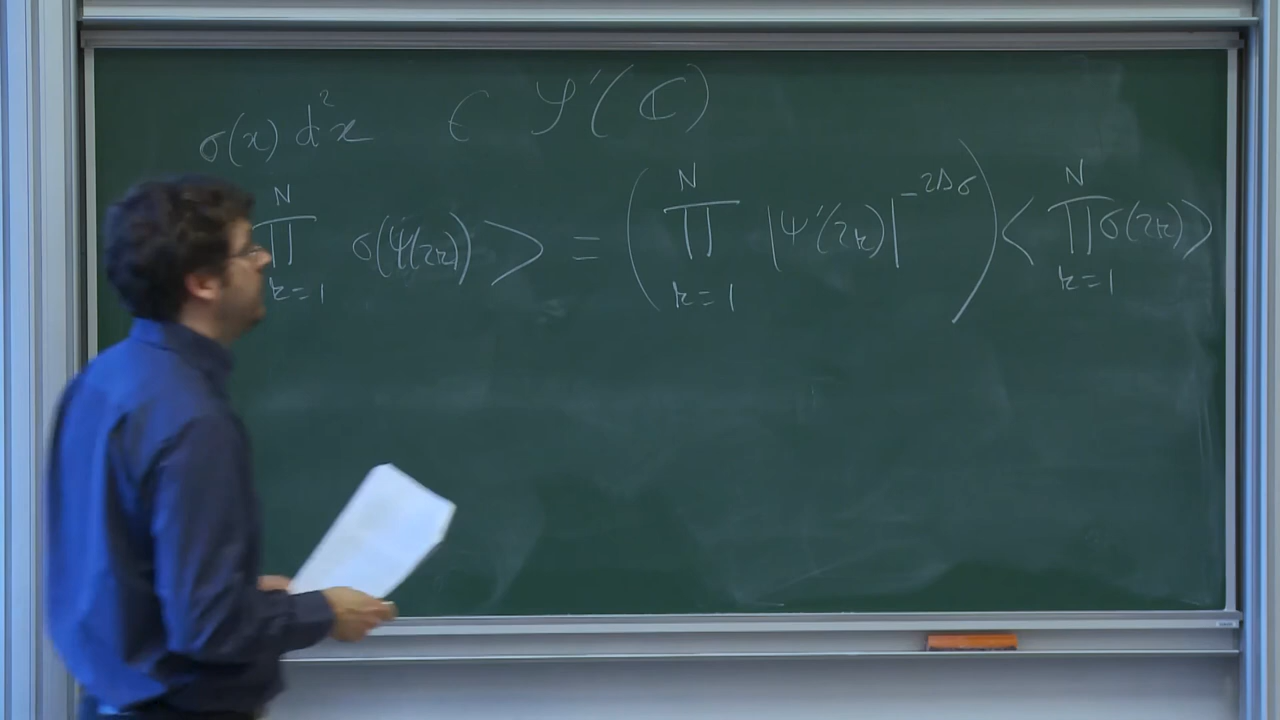 σ(x) d²x ∈ 𝒮'(ℂ)
∏_{k=1}^{N} σ(ψ(z_k)) > = ( ∏_{k=1}^{N} |ψ'(z_k)|^{-2Δσ} ) < ∏_{k=1}^{N} σ(z_k) >